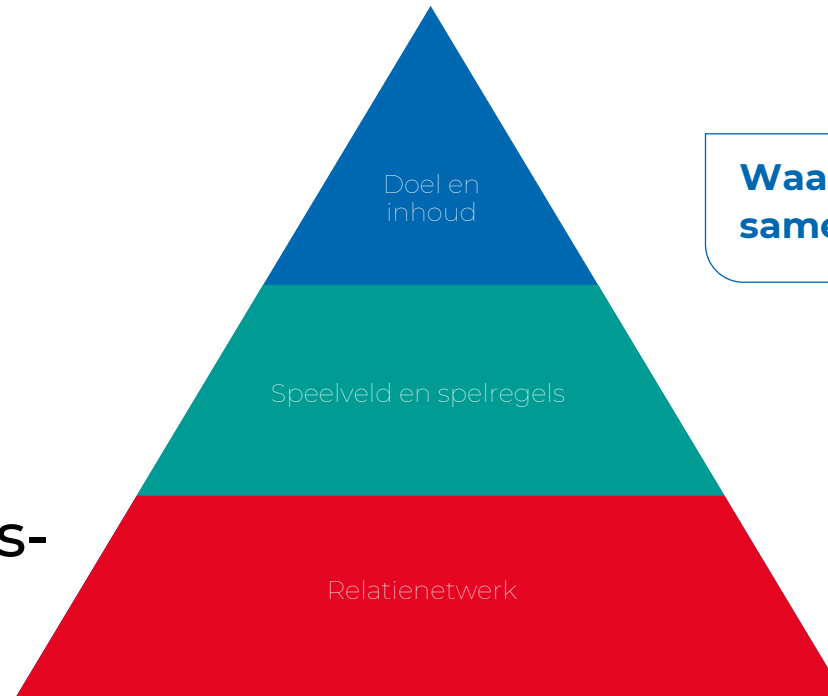 Doel en
inhoud
Waa
same
Speelveld en spelregels
s-
Relatienetwerk